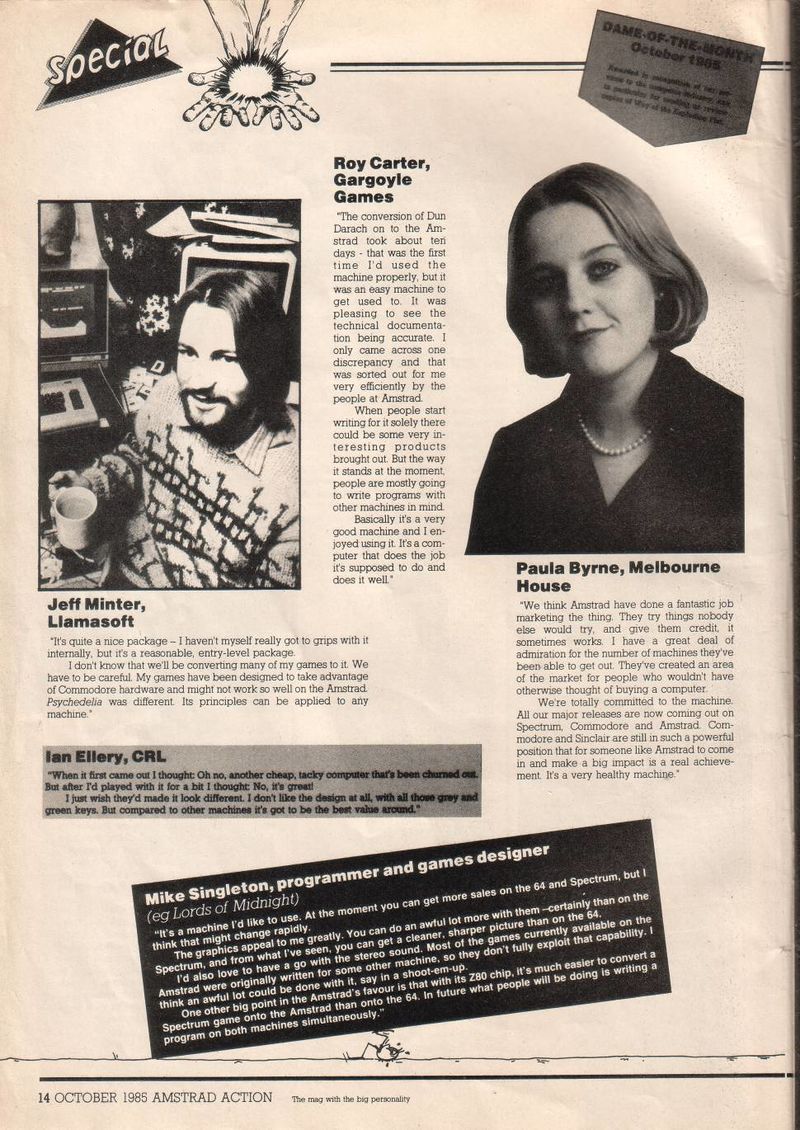 special
DAME-OF-THE-MONTH
October 1985
Awarded in recognition of her ser-
vices to the computer industry, and
in particular for sending us review
copies of Way of the Exploding Fist.
Roy Carter,
Gargoyle
Games
"The conversion of Dun
Darach on to the Am-
strad took about ten
days - that was the first
time I'd used the
machine properly, but it
was an easy machine to
get used to. It was
pleasing to see the
technical documenta-
tion being accurate. I
only came across one
discrepancy and that
was sorted out for me
very efficiently by the
people at Amstrad.
When people start
writing for it solely there
could be some very in-
teresting products
brought out. But the way
it stands at the moment,
people are mostly going
to write programs with
other machines in mind.
Basically it's a very
good machine and I en-
joyed using it. It's a com-
puter that does the job
it's supposed to do and
does it well."
Jeff Minter,
Llamasoft
"It's quite a nice package – I haven't myself really got to grips with it
internally, but it's a reasonable, entry-level package.
I don't know that we'll be converting many of my games to it. We
have to be careful. My games have been designed to take advantage
of Commodore hardware and might not work so well on the Amstrad.
Psychedelia was different. Its principles can be applied to any
machine."
Paula Byrne, Melbourne
House
"We think Amstrad have done a fantastic job
marketing the thing. They try things nobody
else would try, and give them credit, it
sometimes works. I have a great deal of
admiration for the number of machines they've
been able to get out. They've created an area
of the market for people who wouldn't have
otherwise thought of buying a computer.
We're totally committed to the machine.
All our major releases are now coming out on
Spectrum, Commodore and Amstrad. Com-
modore and Sinclair are still in such a powerful
position that for someone like Amstrad to come
in and make a big impact is a real achieve-
ment. It's a very healthy machine."
Ian Ellery, CRL
"When it first came out I thought: Oh no, another cheap, tacky computer that's been churned out.
But after I'd played with it for a bit I thought: No, it's great!
I just wish they'd made it look different. I don't like the design at all, with all those grey and
green keys. But compared to other machines it's got to be the best value around."
Mike Singleton, programmer and games designer
(eg Lords of Midnight)
"It's a machine I'd like to use. At the moment you can get more sales on the 64 and Spectrum, but I
think that might change rapidly.
The graphics appeal to me greatly. You can do an awful lot more with them – certainly than on the
Spectrum, and from what I've seen, you can get a cleaner, sharper picture than on the 64.
I'd also love to have a go with the stereo sound. Most of the games currently available on the
Amstrad were originally written for some other machine, so they don't fully exploit that capability. I
think an awful lot could be done with it, say in a shoot-em-up.
One other big point in the Amstrad's favour is that with its Z80 chip, it's much easier to convert a
Spectrum game onto the Amstrad than onto the 64. In future what people will be doing is writing a
program on both machines simultaneously."
14 OCTOBER 1985 AMSTRAD ACTION The mag with the big personality